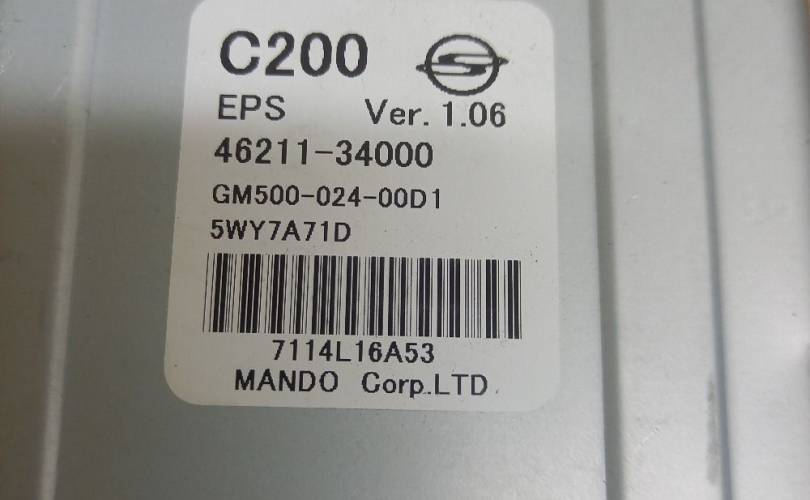 C200
EPS Ver. 1.06
46211-34000
GM500-024-00D1
5WY7A71D
7114L16A53
MANDO Corp.LTD.